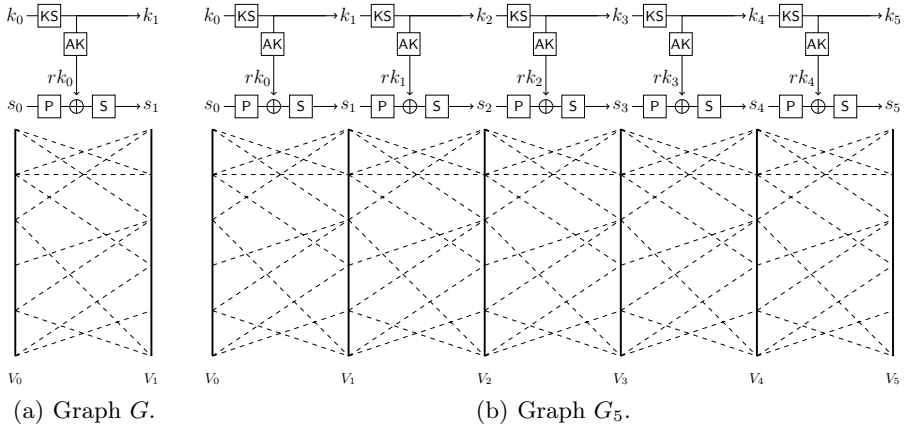 k0 KS k1 k0 KS k1 KS k2 KS k3 KS k4 KS k5
AK AK AK AK AK AK
rk0 rk0 rk1 rk2 rk3 rk4
s0 P S s1 s0 P S s1 P S s2 P S s3 P S s4 P S s5
V0 V1 V0 V1 V2 V3 V4 V5
(a) Graph G. (b) Graph G5.